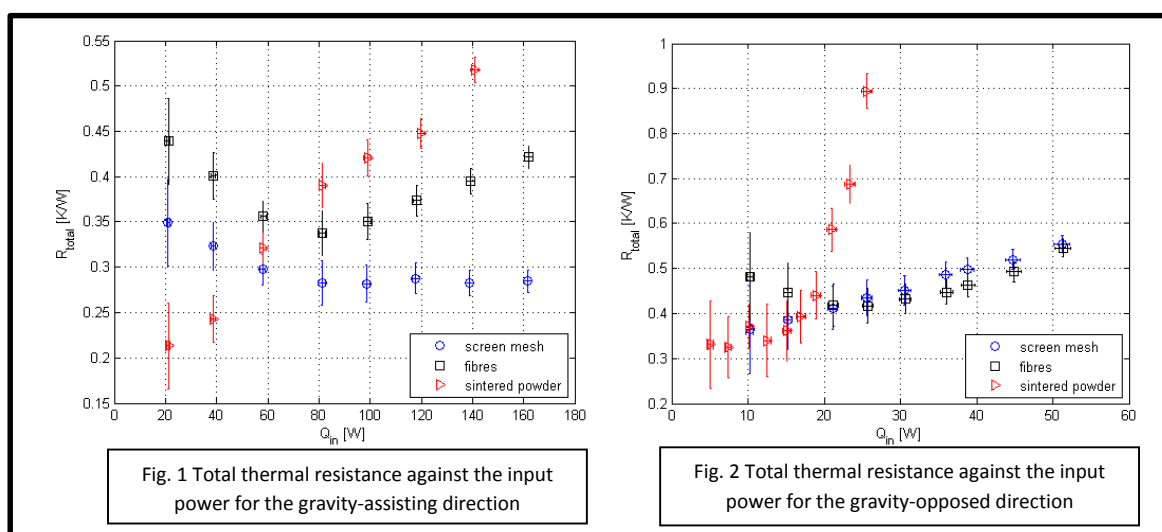 0.55
0.5
0.45
0.4
0.35
0.3
0.25
0.2
0.15
R_total [K/W]
0 20 40 60 80 100 120 140 160 180
Q_in [W]
screen mesh
fibres
sintered powder
Fig. 1 Total thermal resistance against the input
power for the gravity-assisting direction
1
0.9
0.8
0.7
0.6
0.5
0.4
0.3
0.2
R_total [K/W]
0 10 20 30 40 50 60
Q_in [W]
screen mesh
fibres
sintered powder
Fig. 2 Total thermal resistance against the input
power for the gravity-opposed direction